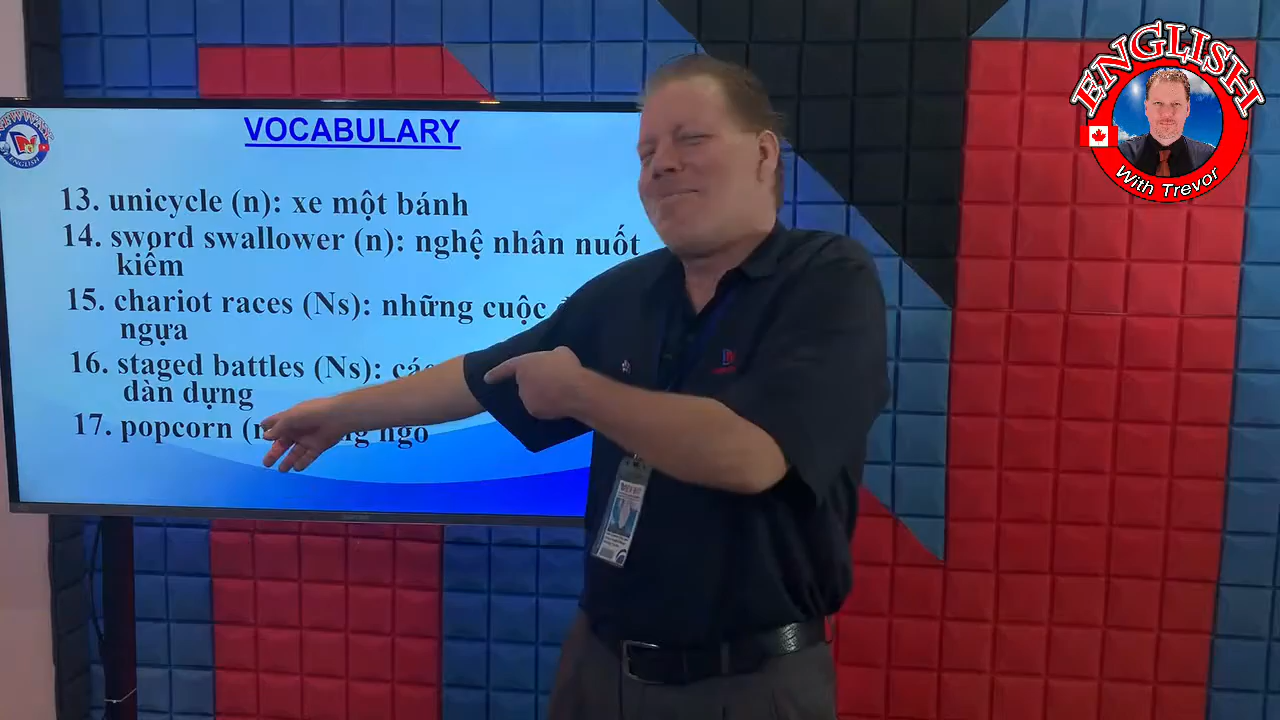 VOCABULARY
13. unicycle (n): xe một bánh
14. sword swallower (n): nghệ nhân nuốt
kiếm
15. chariot races (Ns): những cuộc
ngựa
16. staged battles (Ns):
dàn dựng
17. popcorn ngô
ENGLISH
With Trevor
ENGLISH